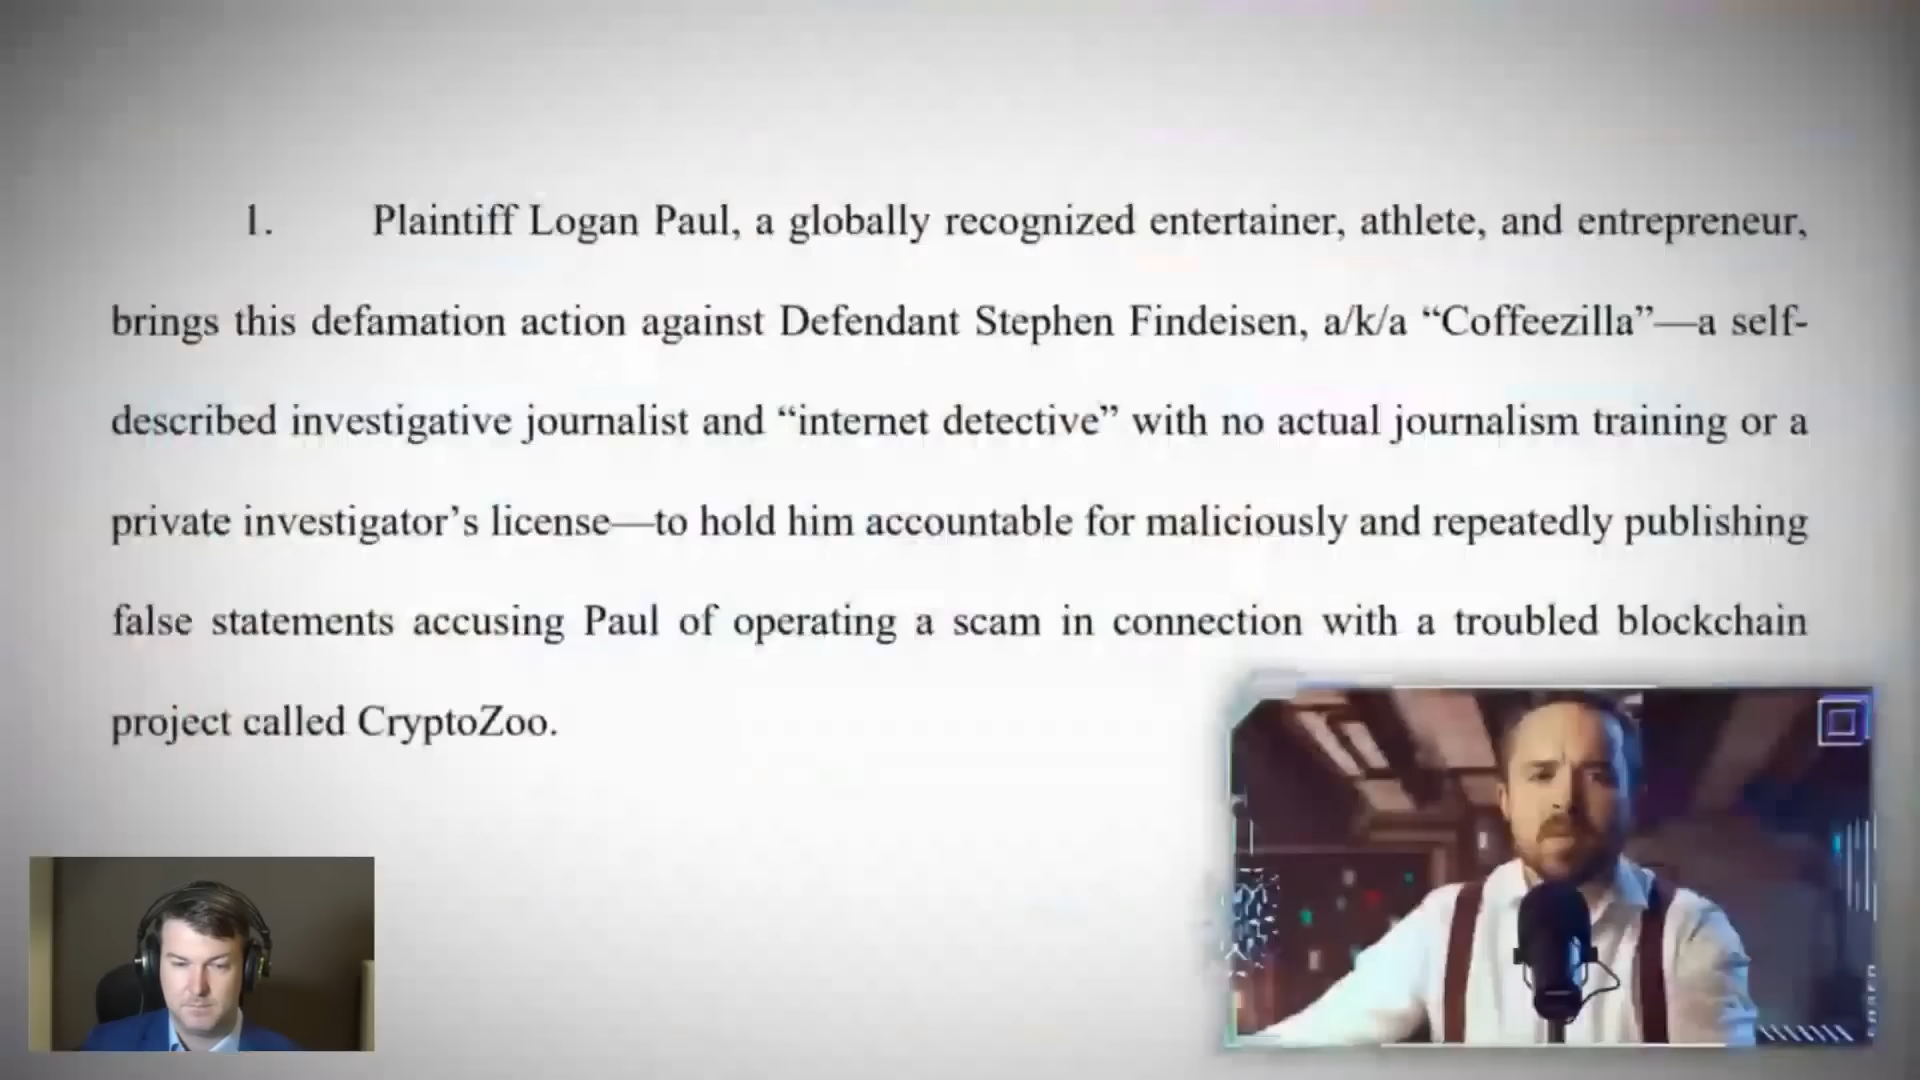 1. Plaintiff Logan Paul, a globally recognized entertainer, athlete, and entrepreneur,
brings this defamation action against Defendant Stephen Findeisen, a/k/a “Coffeezilla”—a self-
described investigative journalist and “internet detective” with no actual journalism training or a
private investigator’s license—to hold him accountable for maliciously and repeatedly publishing
false statements accusing Paul of operating a scam in connection with a troubled blockchain
project called CryptoZoo.